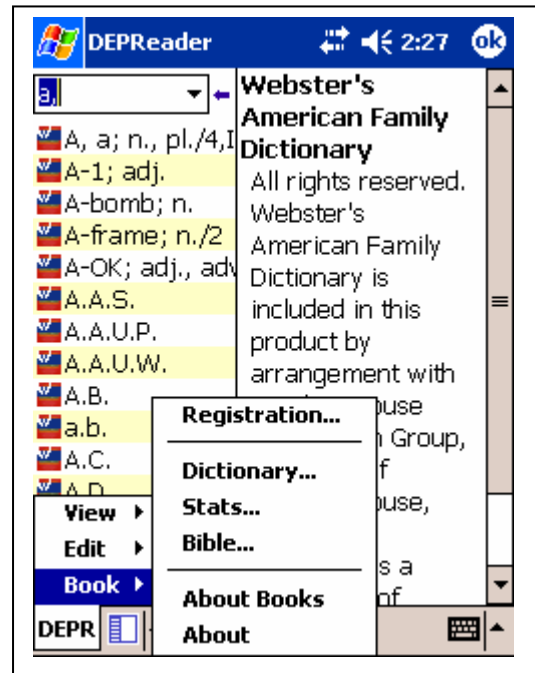 DEPReader
2:27
ok
a,
A, a; n., pl./4,I
A-1; adj.
A-bomb; n.
A-frame; n./2
A-OK; adj., adv
A.A.S.
A.A.U.P.
A.A.U.W.
A.B.
a.b.
A.C.
A.D.
Webster's
American Family
Dictionary
All rights reserved.
Webster's
American Family
Dictionary is
included in this
product by
arrangement with
Group,
s a
View
Edit
Book
Registration...
Dictionary...
Stats...
Bible...
About Books
About
DEPR